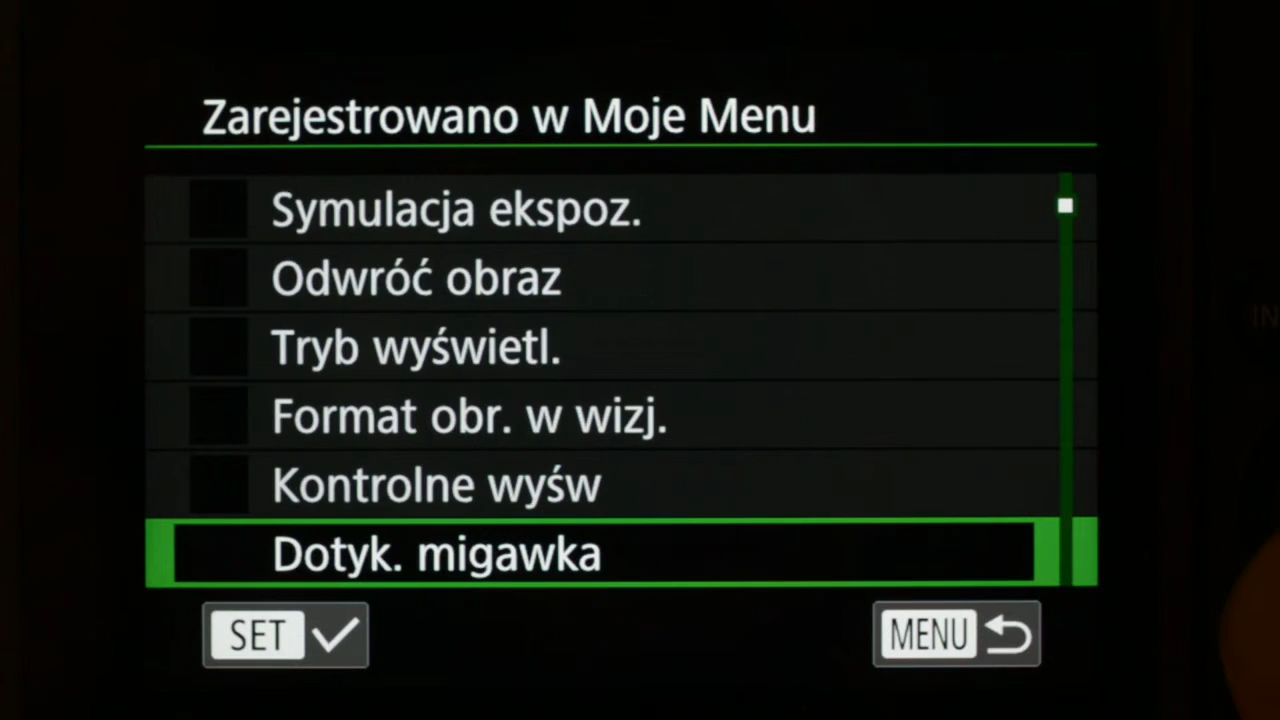 Zarejestrowano w Moje Menu
Symulacja ekspoz.
Odwróć obraz
Tryb wyświetl.
Format obr. w wizj.
Kontrolne wyśw
Dotyk. migawka
SET MENU